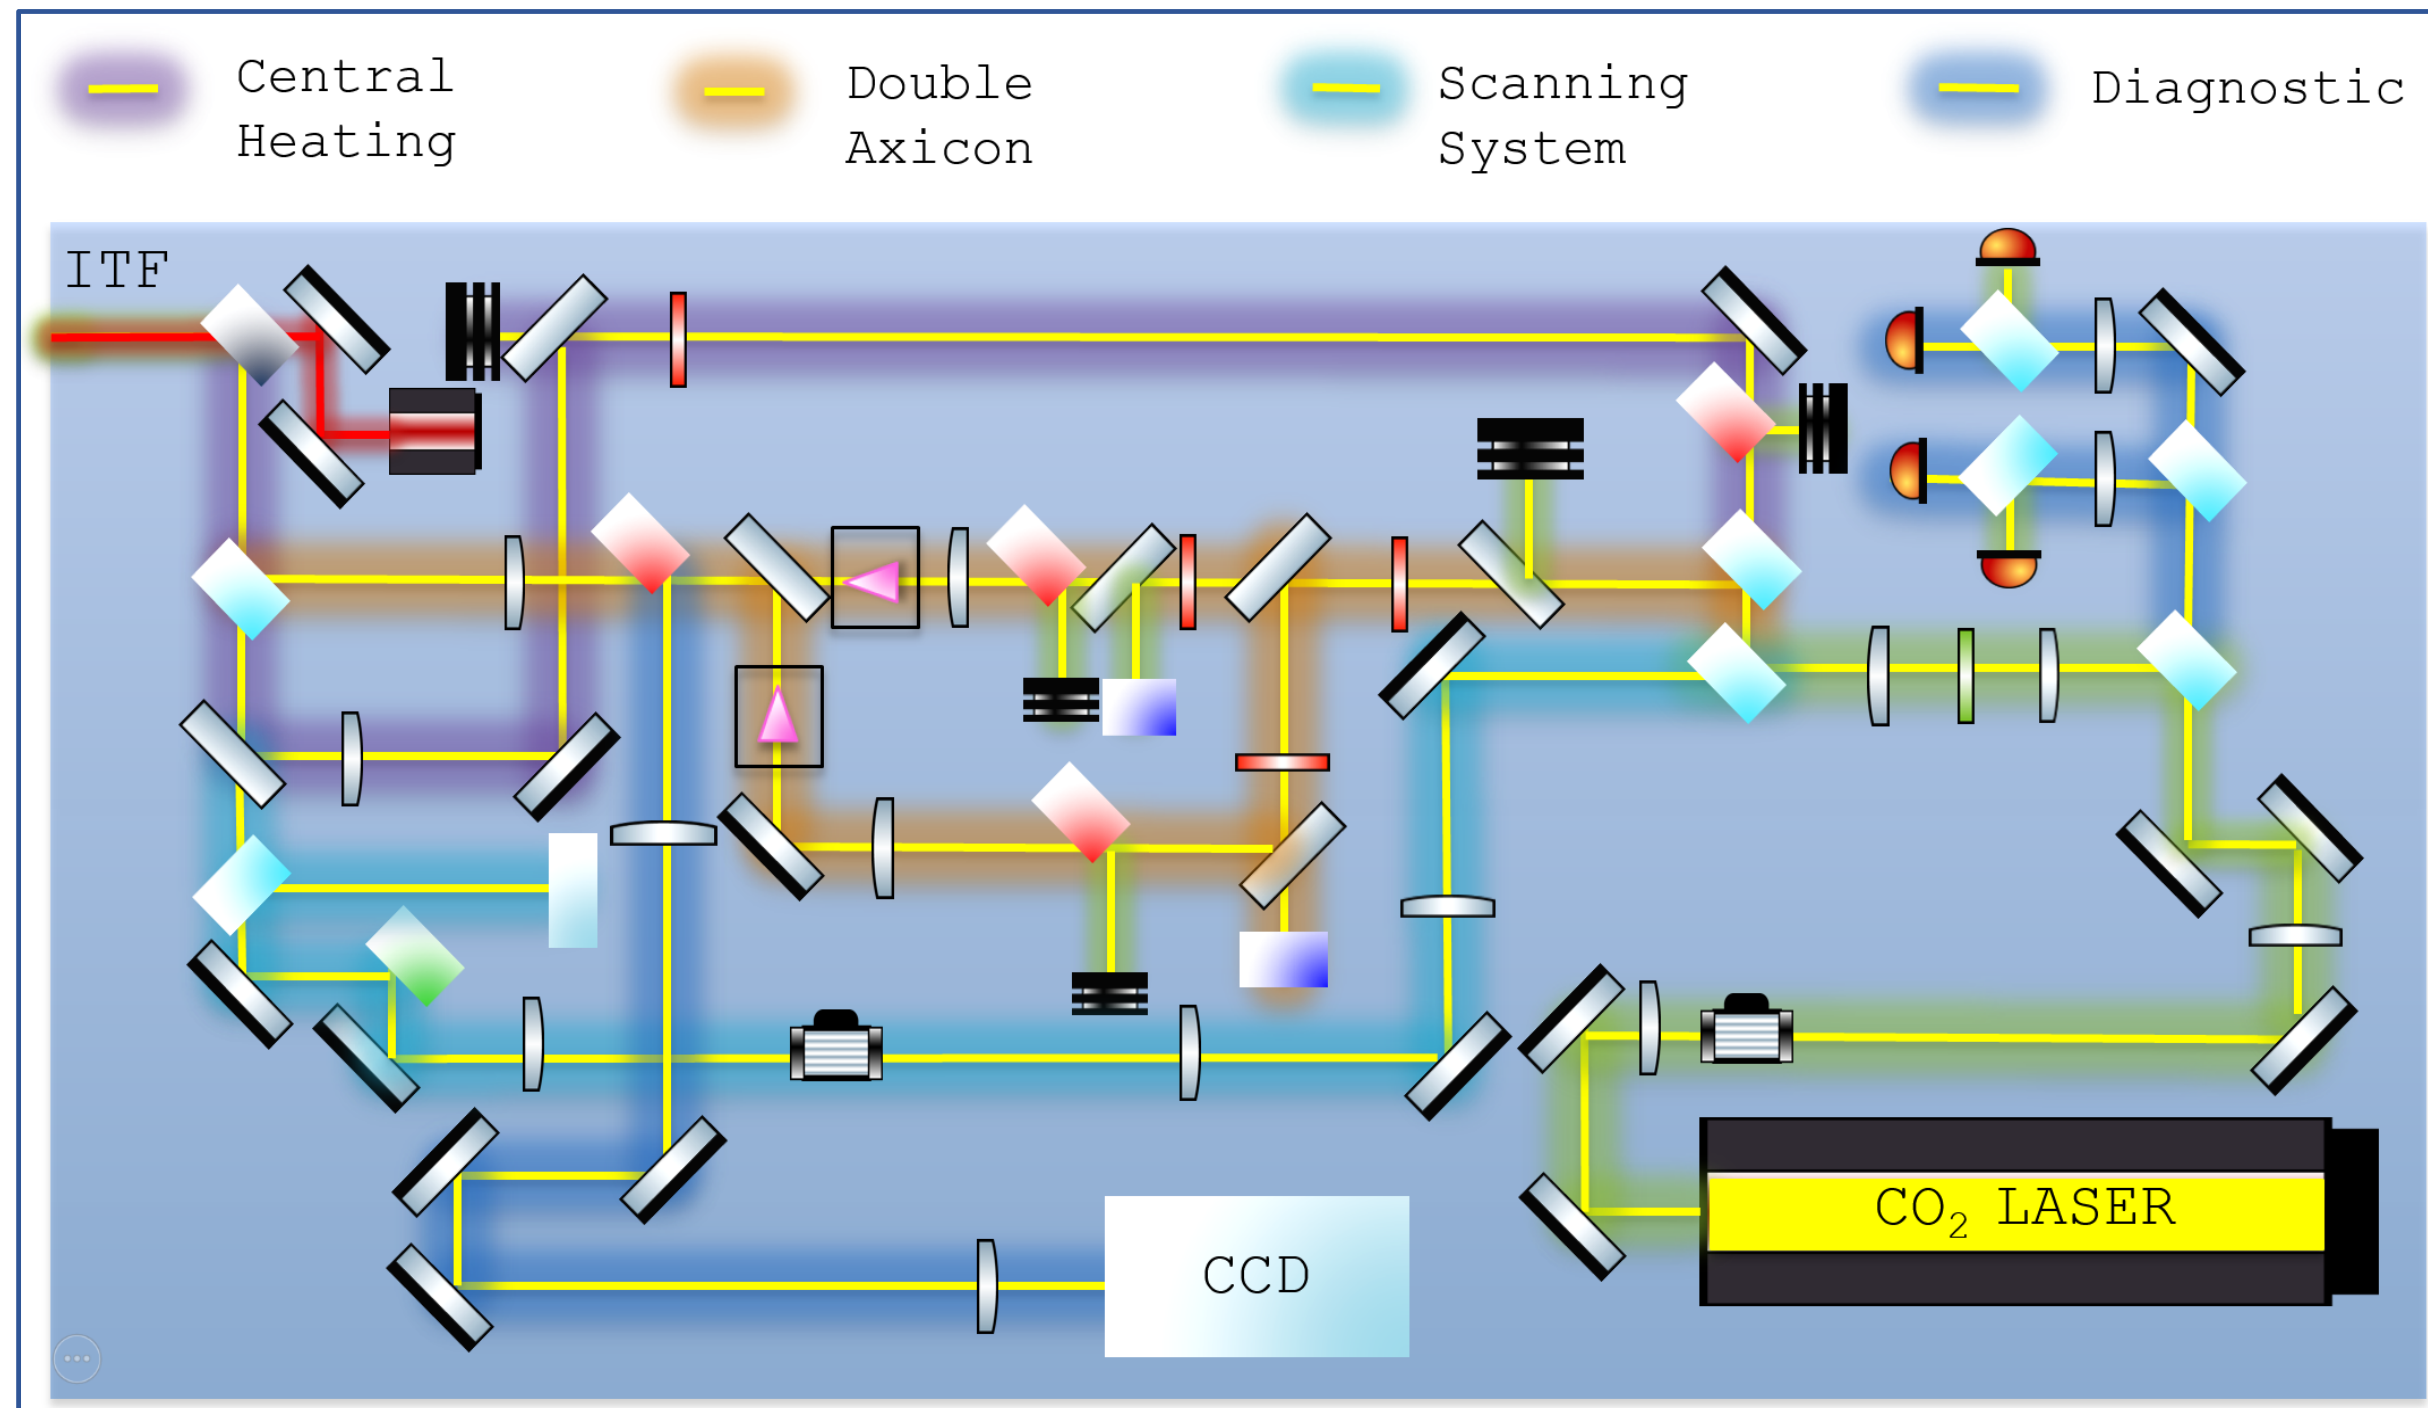 Central
Heating
Double
Axicon
Scanning
System
Diagnostic
ITF
CO₂ LASER
CCD